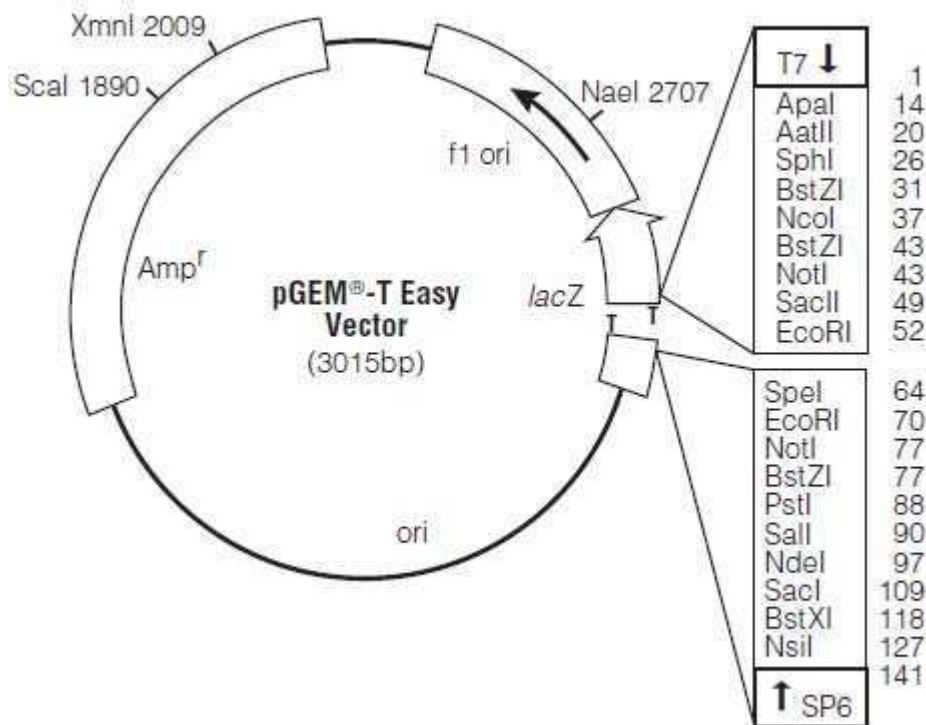 XmnI 2009
ScaI 1890
NaeI 2707
f1 ori
Ampʳ
pGEM®-T Easy
Vector
(3015bp)
lacZ
T
T
ori
T7 ↓
1
ApaI 14
AatII 20
SphI 26
BstZI 31
NcoI 37
BstZI 43
NotI 43
SacII 49
EcoRI 52
SpeI 64
EcoRI 70
NotI 77
BstZI 77
PstI 88
SalI 90
NdeI 97
SacI 109
BstXI 118
NsiI 127
141
↑ SP6